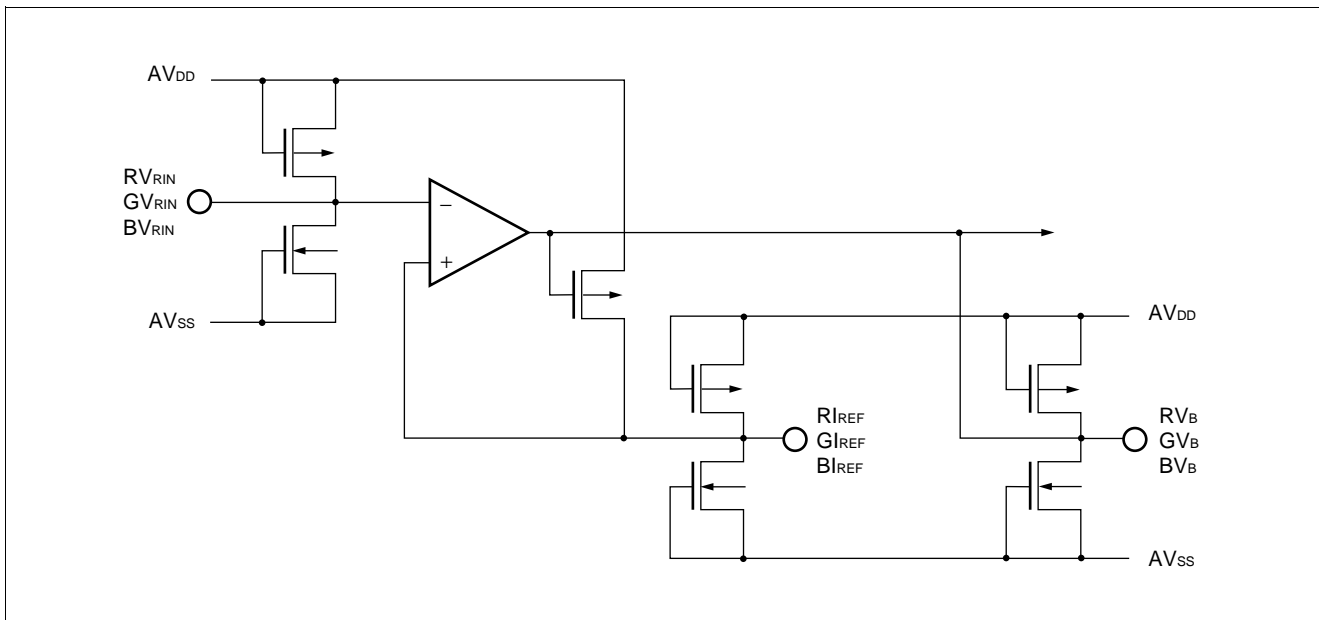 AVDD
RVRIN
GVRIN
BVRIN
AVSS
−
+
AVDD
RIREF
GIREF
BIREF
RVB
GVB
BVB
AVSS